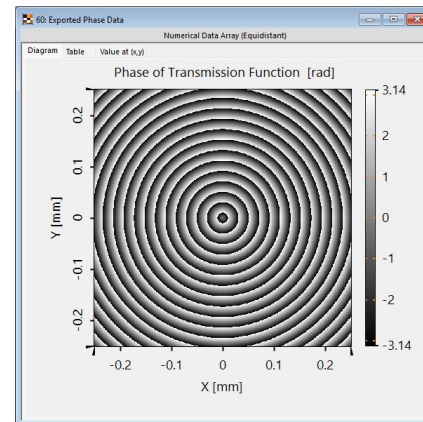 60: Exported Phase Data
Numerical Data Array (Equidistant)
Diagram Table Value at (x,y)
Phase of Transmission Function [rad]
3.14
2
1
0
-1
-2
-3.14
Y [mm]
0.2
0.1
0
-0.1
-0.2
-0.2 -0.1 0 0.1 0.2
X [mm]